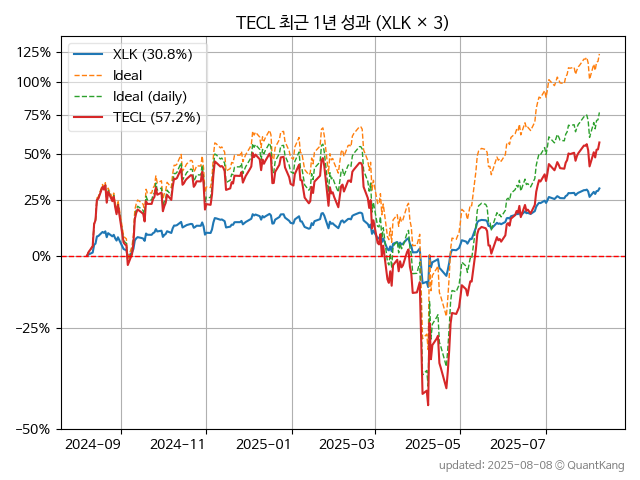 TECL 최근 1년 성과 (XLK × 3)
XLK (30.8%)
Ideal
Ideal (daily)
TECL (57.2%)
125%
100%
75%
50%
25%
0%
−25%
−50%
2024-09 2024-11 2025-01 2025-03 2025-05 2025-07
updated: 2025-08-08 © QuantKang